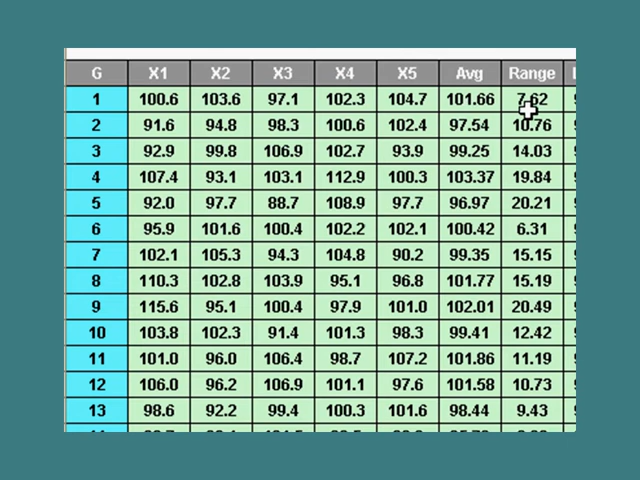 G X1 X2 X3 X4 X5 Avg Range
1 100.6 103.6 97.1 102.3 104.7 101.66 7.62
2 91.6 94.8 98.3 100.6 102.4 97.54 10.76
3 92.9 99.8 106.9 102.7 93.9 99.25 14.03
4 107.4 93.1 103.1 112.9 100.3 103.37 19.84
5 92.0 97.7 88.7 108.9 97.7 96.97 20.21
6 95.9 101.6 100.4 102.2 102.1 100.42 6.31
7 102.1 105.3 94.3 104.8 90.2 99.35 15.15
8 110.3 102.8 103.9 95.1 96.8 101.77 15.19
9 115.6 95.1 100.4 97.9 101.0 102.01 20.49
10 103.8 102.3 91.4 101.3 98.3 99.41 12.42
11 101.0 96.0 106.4 98.7 107.2 101.86 11.19
12 106.0 96.2 106.9 101.1 97.6 101.58 10.73
13 98.6 92.2 99.4 100.3 101.6 98.44 9.43